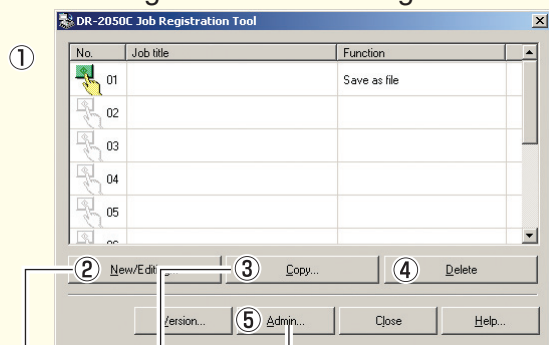 DR-2050C Job Registration Tool
①
No. Job title Function
01 Save as file
02
03
04
05
② New/Editing... ③ Copy... ④ Delete
Version... ⑤ Admin... Close Help...